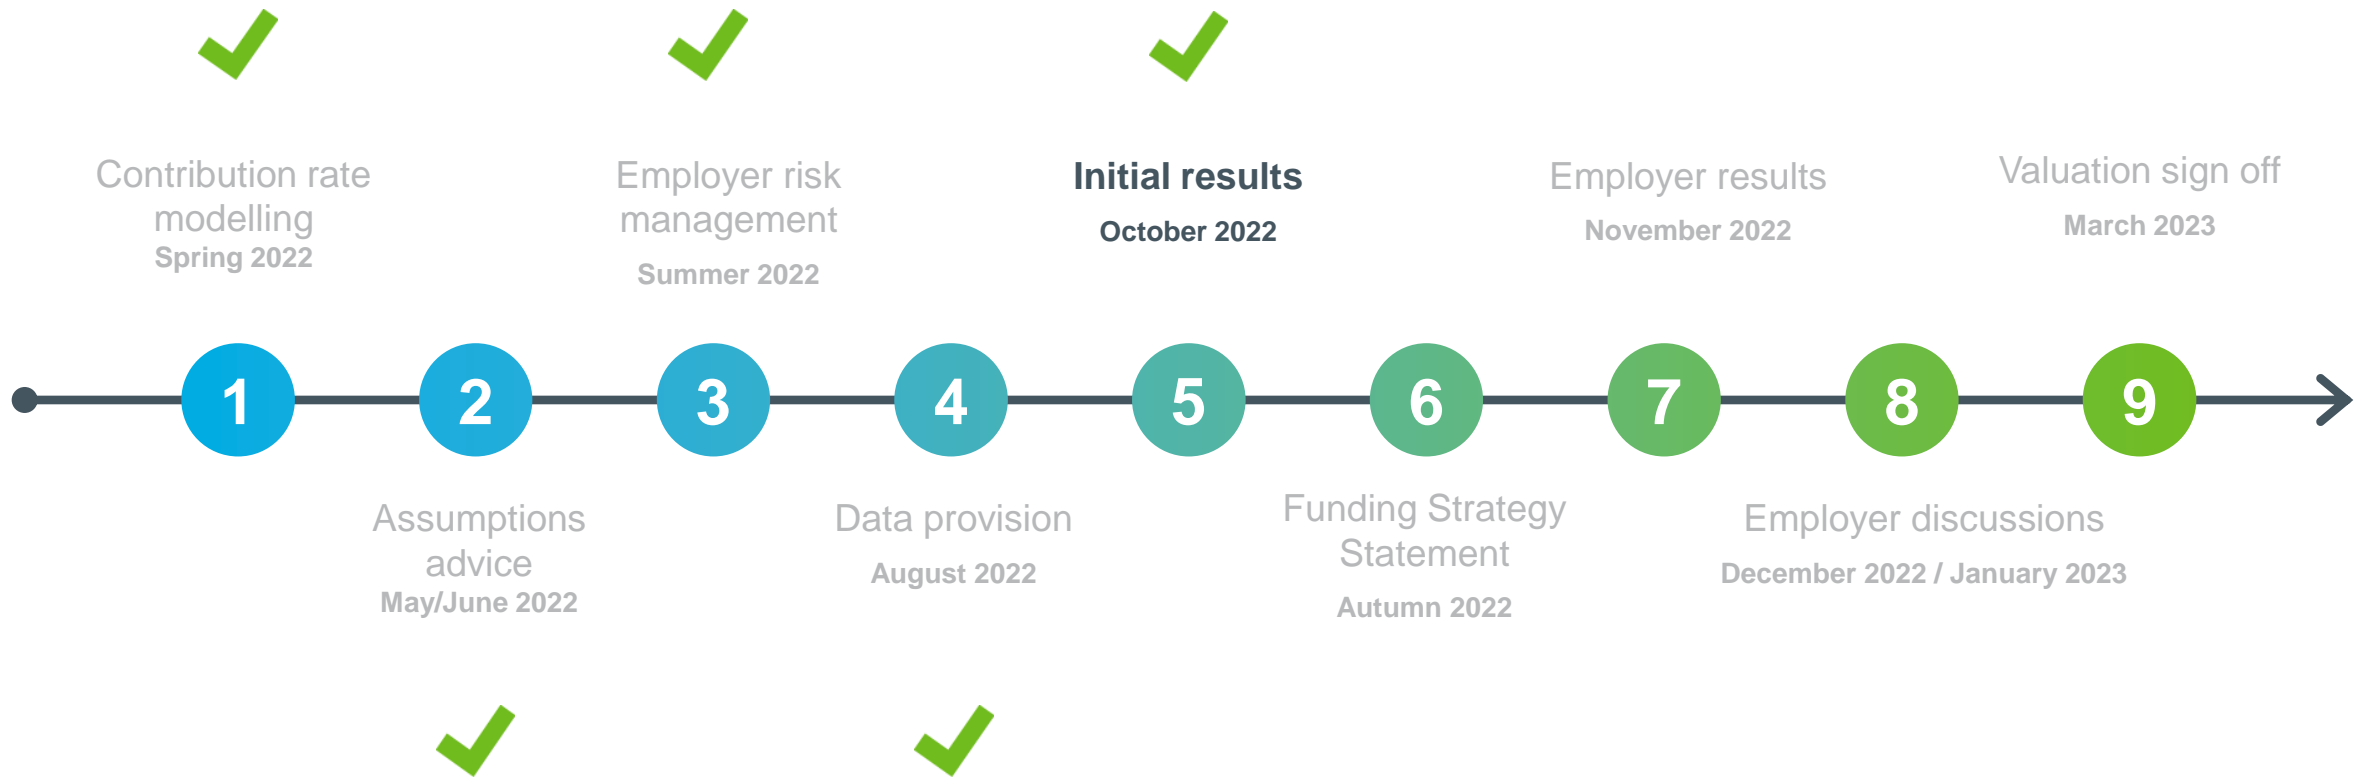 Contribution rate
modelling
Spring 2022
Employer risk
management
Summer 2022
Initial results
October 2022
Employer results
November 2022
Valuation sign off
March 2023
1
2
3
4
5
6
7
8
9
Assumptions
advice
May/June 2022
Data provision
August 2022
Funding Strategy
Statement
Autumn 2022
Employer discussions
December 2022 / January 2023